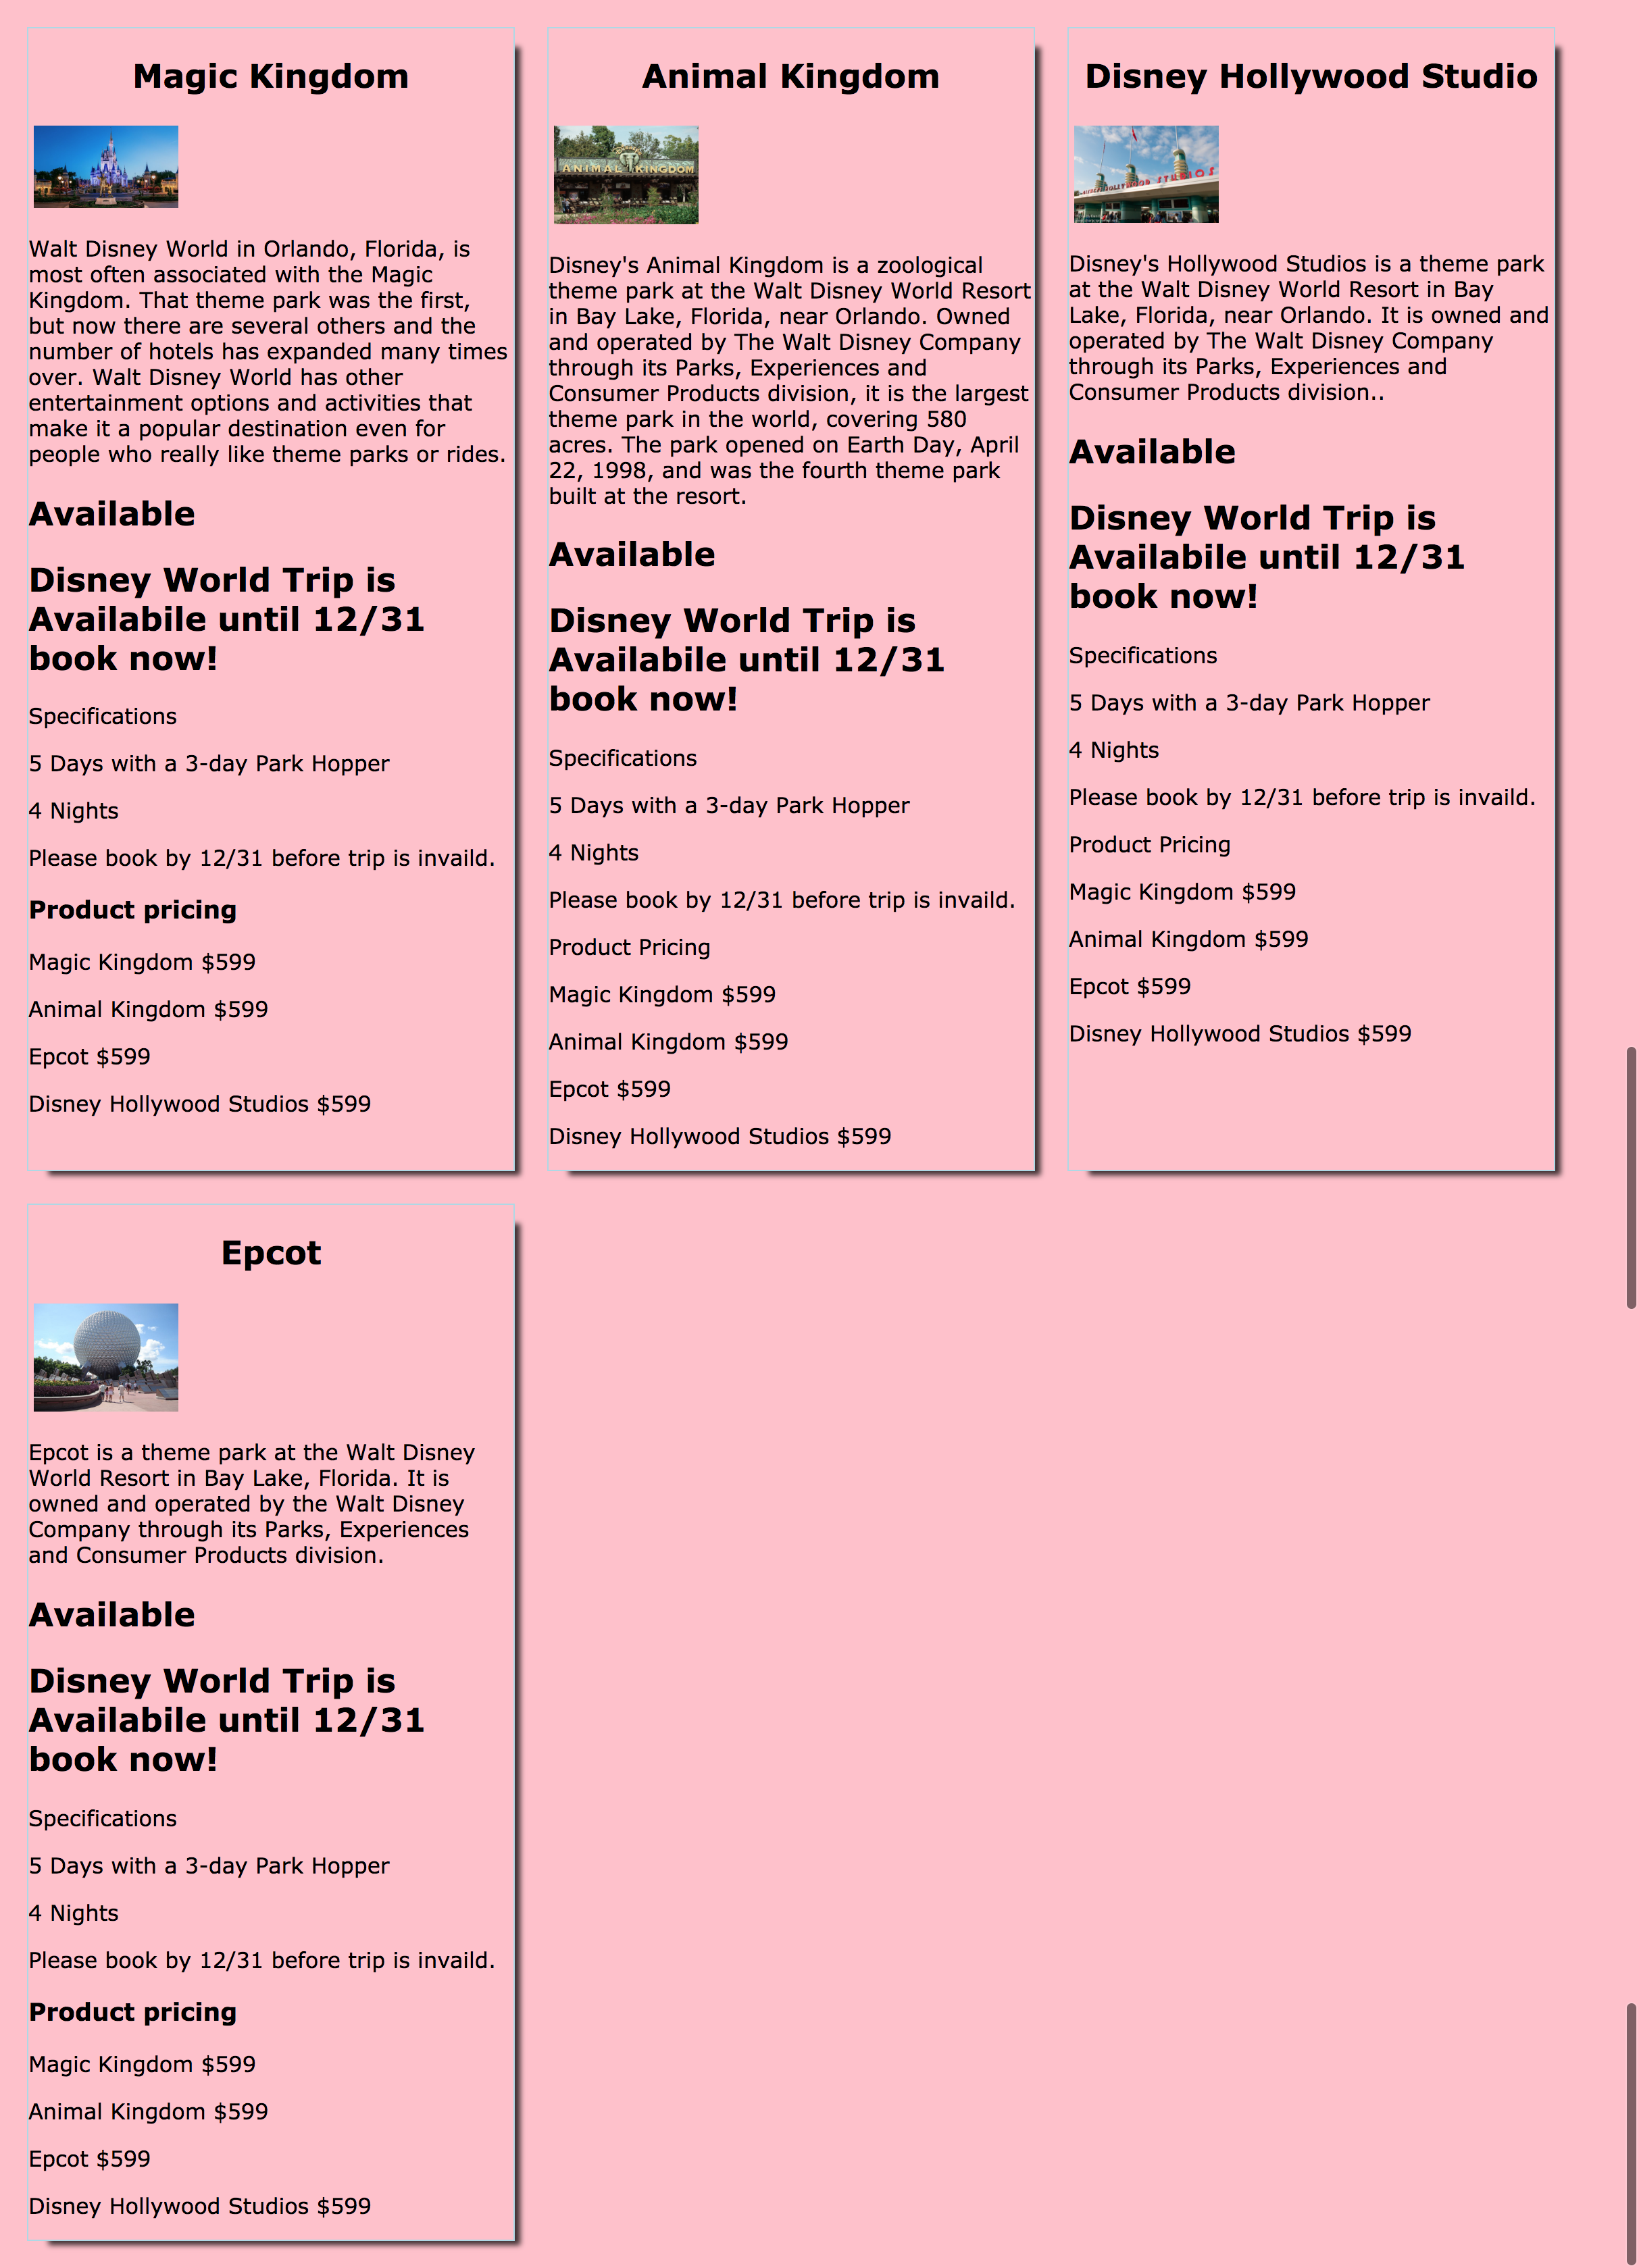 Magic Kingdom
Walt Disney World in Orlando, Florida, is
most often associated with the Magic
Kingdom. That theme park was the first,
but now there are several others and the
number of hotels has expanded many times
over. Walt Disney World has other
entertainment options and activities that
make it a popular destination even for
people who really like theme parks or rides.
Available
Disney World Trip is
Availabile until 12/31
book now!
Specifications
5 Days with a 3-day Park Hopper
4 Nights
Please book by 12/31 before trip is invaild.
Product pricing
Magic Kingdom $599
Animal Kingdom $599
Epcot $599
Disney Hollywood Studios $599
Animal Kingdom
ANIMAL KINGDOM
Disney's Animal Kingdom is a zoological
theme park at the Walt Disney World Resort
in Bay Lake, Florida, near Orlando. Owned
and operated by The Walt Disney Company
through its Parks, Experiences and
Consumer Products division, it is the largest
theme park in the world, covering 580
acres. The park opened on Earth Day, April
22, 1998, and was the fourth theme park
built at the resort.
Available
Disney World Trip is
Availabile until 12/31
book now!
Specifications
5 Days with a 3-day Park Hopper
4 Nights
Please book by 12/31 before trip is invaild.
Product Pricing
Magic Kingdom $599
Animal Kingdom $599
Epcot $599
Disney Hollywood Studios $599
Disney Hollywood Studio
HOLLYWOOD STUDIOS
Disney's Hollywood Studios is a theme park
at the Walt Disney World Resort in Bay
Lake, Florida, near Orlando. It is owned and
operated by The Walt Disney Company
through its Parks, Experiences and
Consumer Products division..
Available
Disney World Trip is
Availabile until 12/31
book now!
Specifications
5 Days with a 3-day Park Hopper
4 Nights
Please book by 12/31 before trip is invaild.
Product Pricing
Magic Kingdom $599
Animal Kingdom $599
Epcot $599
Disney Hollywood Studios $599
Epcot
Epcot is a theme park at the Walt Disney
World Resort in Bay Lake, Florida. It is
owned and operated by the Walt Disney
Company through its Parks, Experiences
and Consumer Products division.
Available
Disney World Trip is
Availabile until 12/31
book now!
Specifications
5 Days with a 3-day Park Hopper
4 Nights
Please book by 12/31 before trip is invaild.
Product pricing
Magic Kingdom $599
Animal Kingdom $599
Epcot $599
Disney Hollywood Studios $599